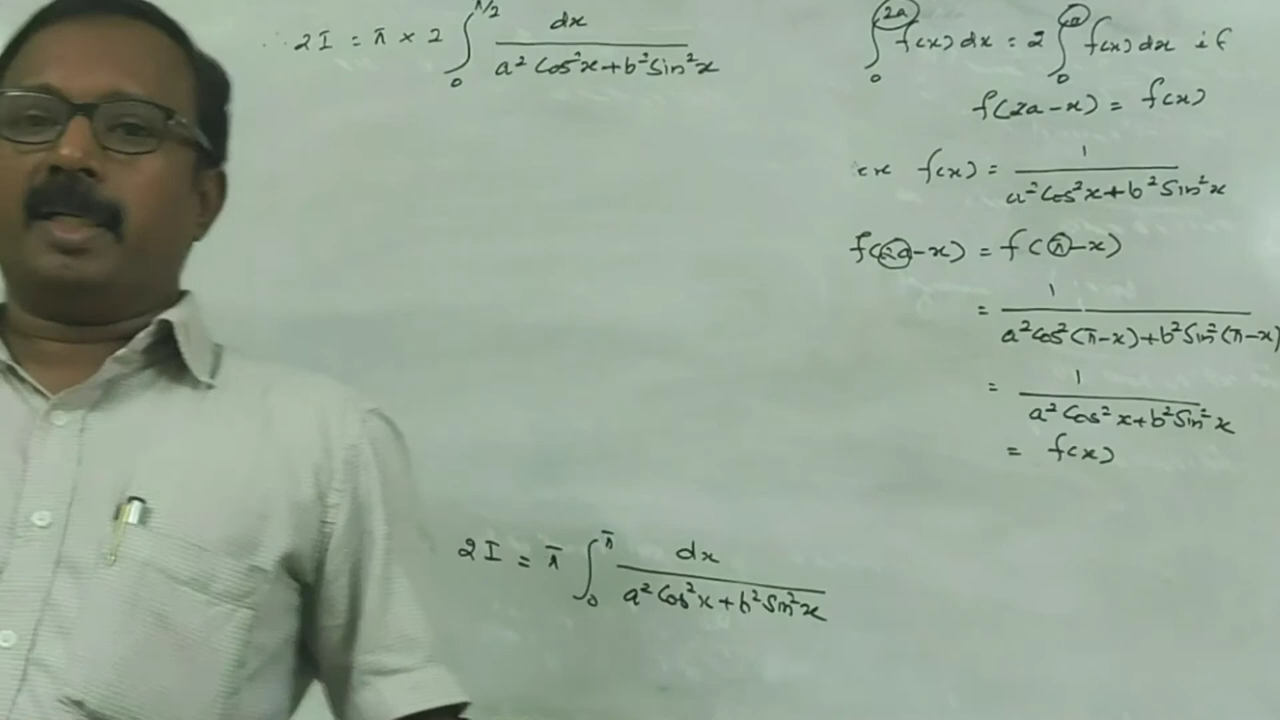 ∴ 2I = π × 2 ∫₀^(π/2) dx / (a² Cos²x + b² Sin²x)
∫₀^(2a) f(x) dx = 2 ∫₀^a f(x) dx if
f(2a-x) = f(x)
f(x) = 1 / (a² Cos²x + b² Sin²x)
f(2a-x) = f(π-x)
= 1 / (a² Cos²(π-x) + b² Sin²(π-x)
= 1 / (a² Cos²x + b² Sin²x)
= f(x)
2I = π ∫₀^π dx / (a² Cos²x + b² Sin²x)